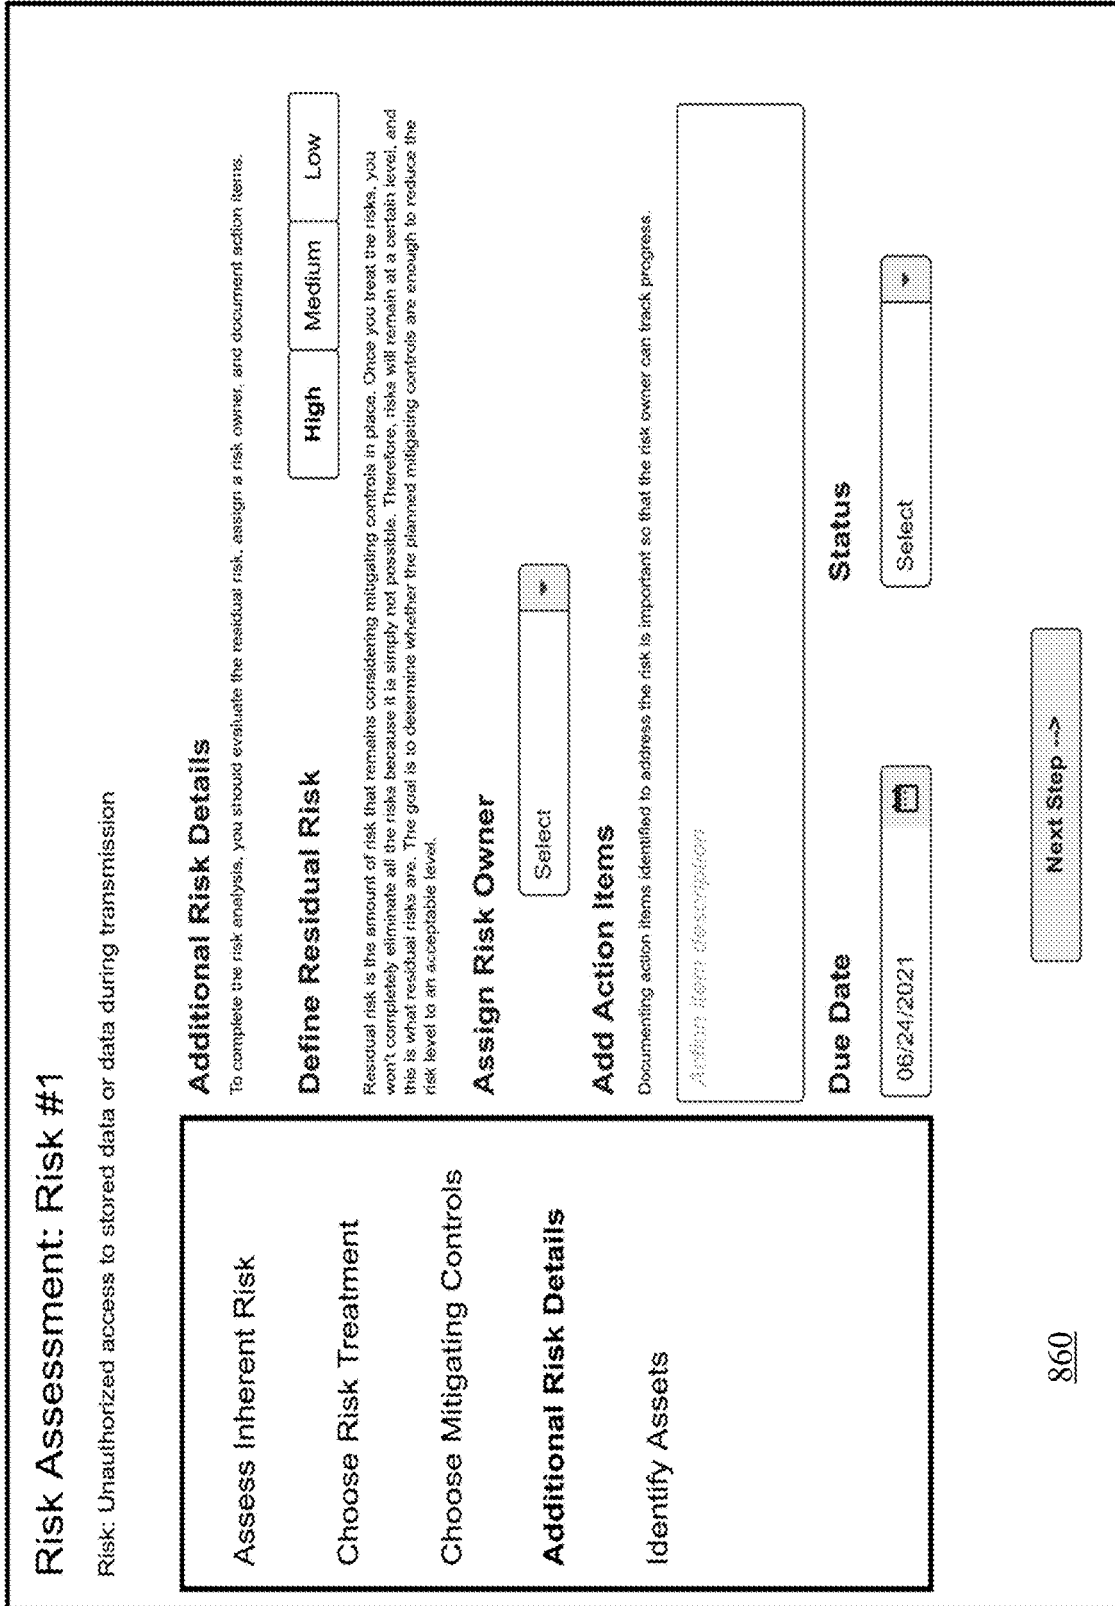 Risk Assessment: Risk #1
Risk: Unauthorized access to stored data or data during transmission
Assess Inherent Risk
Choose Risk Treatment
Choose Mitigating Controls
Additional Risk Details
Identify Assets
Additional Risk Details
To complete the risk analysis, you should evaluate the residual risk, assign a risk owner, and document action items.
Define Residual Risk
High
Medium
Low
Residual risk is the amount of risk that remains considering mitigating controls in place. Once you treat the risks, you
won't completely eliminate all the risks because it is simply not possible. Therefore, risks will remain at a certain level, and
this is what residual risks are. The goal is to determine whether the planned mitigating controls are enough to reduce the
risk level to an acceptable level.
Assign Risk Owner
Select
Add Action Items
Documenting action items identified to address the risk is important so that the risk owner can track progress.
Action Item Description
Due Date
Status
06/24/2021
Select
Next Step -->
860